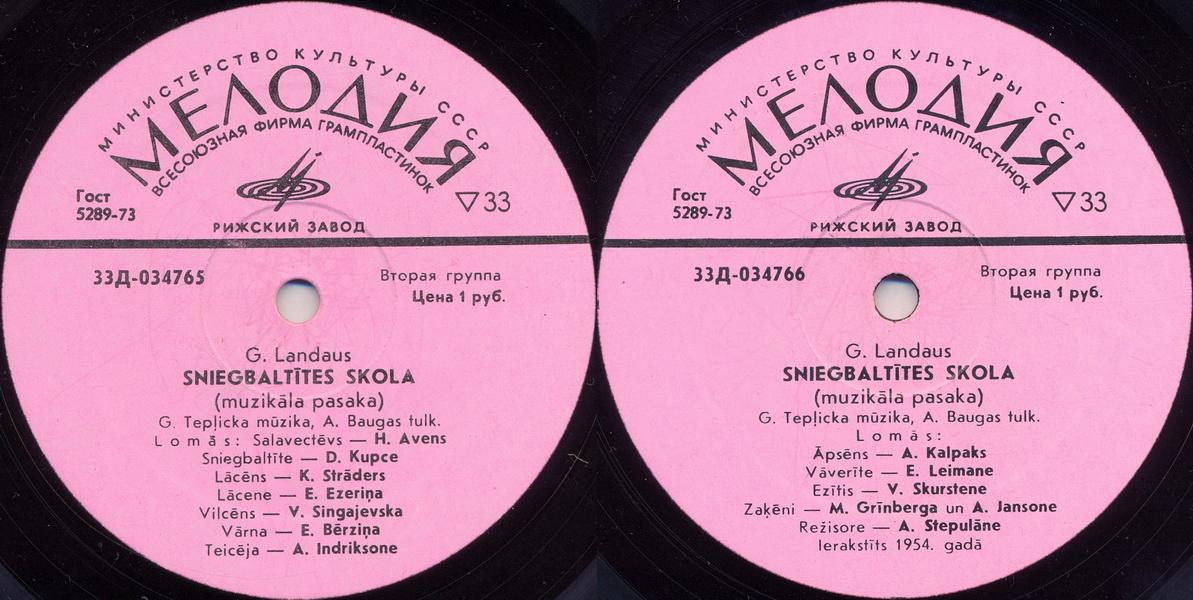 МИНИСТЕРСТВО КУЛЬТУРЫ СССР
МЕЛОДИЯ
ВСЕСОЮЗНАЯ ФИРМА ГРАМПЛАСТИНОК
Гост
5289-73
▽33
РИЖСКИЙ ЗАВОД
33Д-034765
Вторая группа
Цена 1 руб.
G. Landaus
SNIEGBALTĪTES SKOLA
(muzikāla pasaka)
G. Tepļicka mūzika, A. Baugas tulk.
Lomās: Salavectēvs — H. Avens
Sniegbaltīte — D. Kupce
Lācēns — K. Strāders
Lācene — E. Ezeriņa
Vilcēns — V. Singajevska
Vārna — E. Bērziņa
Teicēja — A. Indriksone
МИНИСТЕРСТВО КУЛЬТУРЫ СССР
МЕЛОДИЯ
ВСЕСОЮЗНАЯ ФИРМА ГРАМПЛАСТИНОК
Гост
5289-73
▽33
РИЖСКИЙ ЗАВОД
33Д-034766
Вторая группа
Цена 1 руб.
G. Landaus
SNIEGBALTĪTES SKOLA
(muzikāla pasaka)
G. Tepļicka mūzika, A. Baugas tulk.
Lomās:
Āpsēns — A. Kalpaks
Vāverīte — E. Leimane
Ezītis — V. Skurstene
Zaķēni — M. Grīnberga un A. Jansone
Režisore — A. Stepulāne
Ierakstīts 1954. gadā